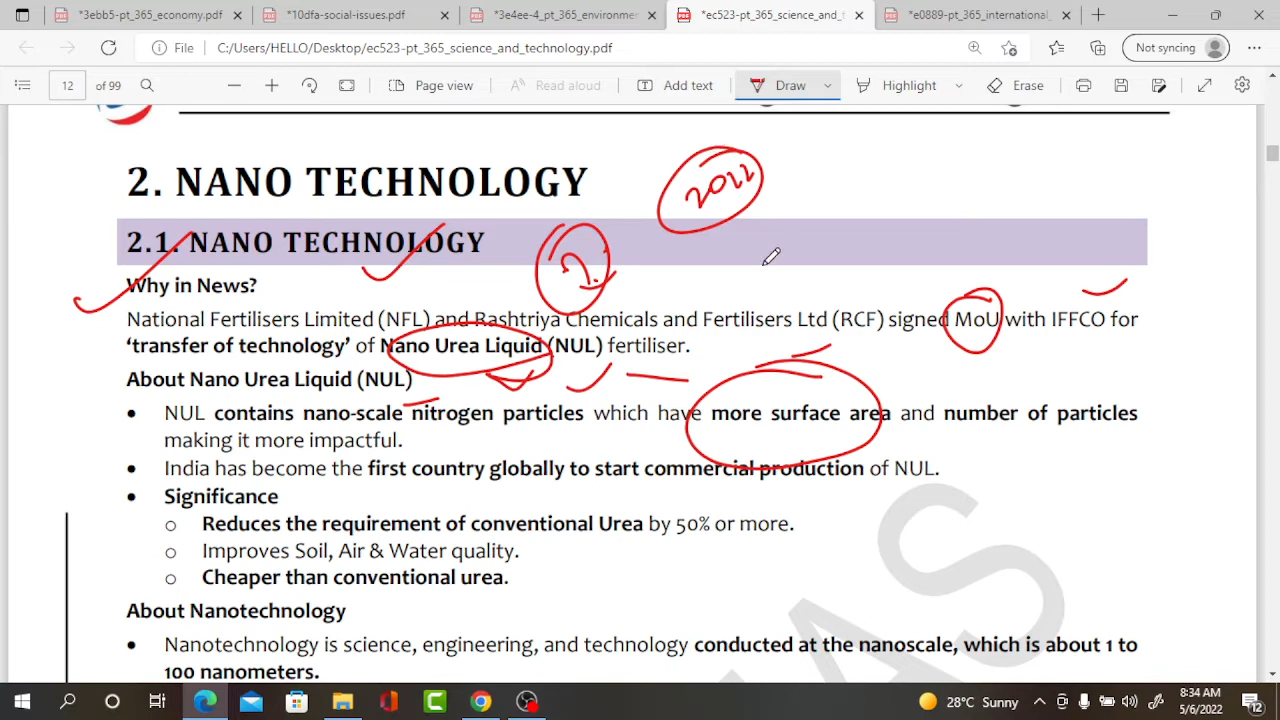 *3ebb5-pt_365_economy.pdf
*10dfa-social-issues.pdf
*3e4ee-4_pt_365_environmer
*ec523-pt_365_science_and_t
*e0889-pt_365_international_
File
C:/Users/HELLO/Desktop/ec523-pt_365_science_and_technology.pdf
Not syncing
12 of 99
Page view
Read aloud
Add text
Draw
Highlight
Erase
2. NANO TECHNOLOGY
2022
2.1. NANO TECHNOLOGY
Why in News?
National Fertilisers Limited (NFL) and Rashtriya Chemicals and Fertilisers Ltd (RCF) signed MoU with IFFCO for
‘transfer of technology’ of Nano Urea Liquid (NUL) fertiliser.
About Nano Urea Liquid (NUL)
• NUL contains nano-scale nitrogen particles which have more surface area and number of particles
making it more impactful.
• India has become the first country globally to start commercial production of NUL.
• Significance
o Reduces the requirement of conventional Urea by 50% or more.
o Improves Soil, Air & Water quality.
o Cheaper than conventional urea.
About Nanotechnology
• Nanotechnology is science, engineering, and technology conducted at the nanoscale, which is about 1 to
100 nanometers.
28°C Sunny
8:34 AM
5/6/2022
12